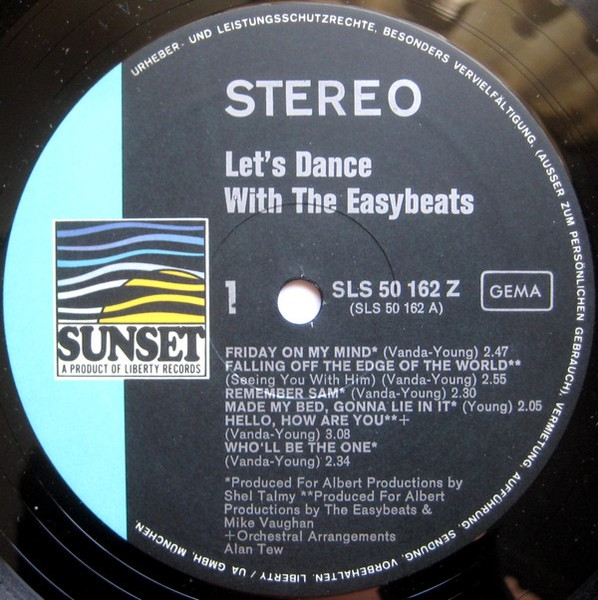 URHEBER- UND LEISTUNGSSCHUTZRECHTE, BESONDERS VERVIELFÄLTIGUNG, (AUSSER ZUM PERSÖNLICHEN GEBRAUCH), VERMIETUNG, AUFFÜHRUNG, SENDUNG, VORBEHALTEN. LIBERTY / UA GMBH, MÜNCHEN.
STEREO
Let's Dance
With The Easybeats
SUNSET
A PRODUCT OF LIBERTY RECORDS
1
SLS 50 162 Z
(SLS 50 162 A)
GEMA
FRIDAY ON MY MIND* (Vanda-Young) 2.47
FALLING OFF THE EDGE OF THE WORLD**
(Seeing You With Him) (Vanda-Young) 2.55
REMEMBER SAM* (Vanda-Young) 2.30
MADE MY BED, GONNA LIE IN IT* (Young) 2.05
HELLO, HOW ARE YOU**+
(Vanda-Young) 3.08
WHO'LL BE THE ONE*
(Vanda-Young) 2.34
*Produced For Albert Productions by
Shel Talmy **Produced For Albert
Productions by The Easybeats &
Mike Vaughan
+Orchestral Arrangements
Alan Tew